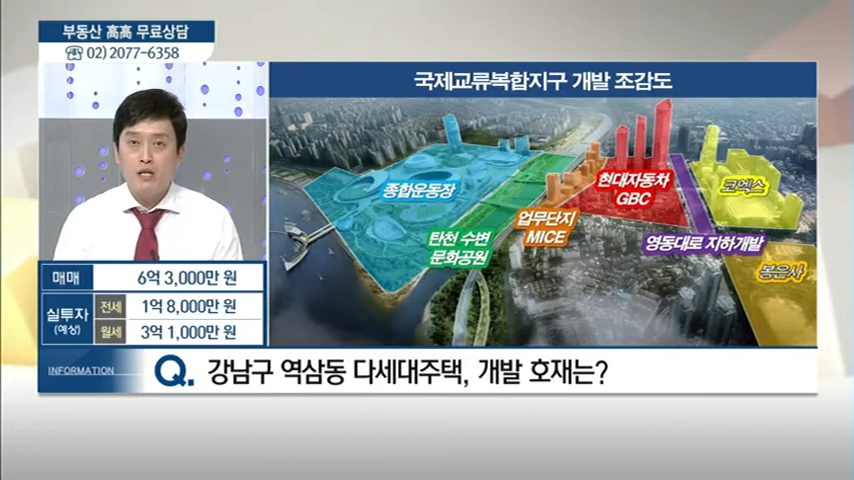 부동산 高高 무료상담
☎ 02) 2077-6358
국제교류복합지구 개발 조감도
종합운동장
탄천 수변
문화공원
업무단지
MICE
현대자동차
GBC
영동대로 지하개발
코엑스
봉은사
매매 6억 3,000만 원
실투자
(예상)
전세 1억 8,000만 원
월세 3억 1,000만 원
INFORMATION
Q. 강남구 역삼동 다세대주택, 개발 호재는?